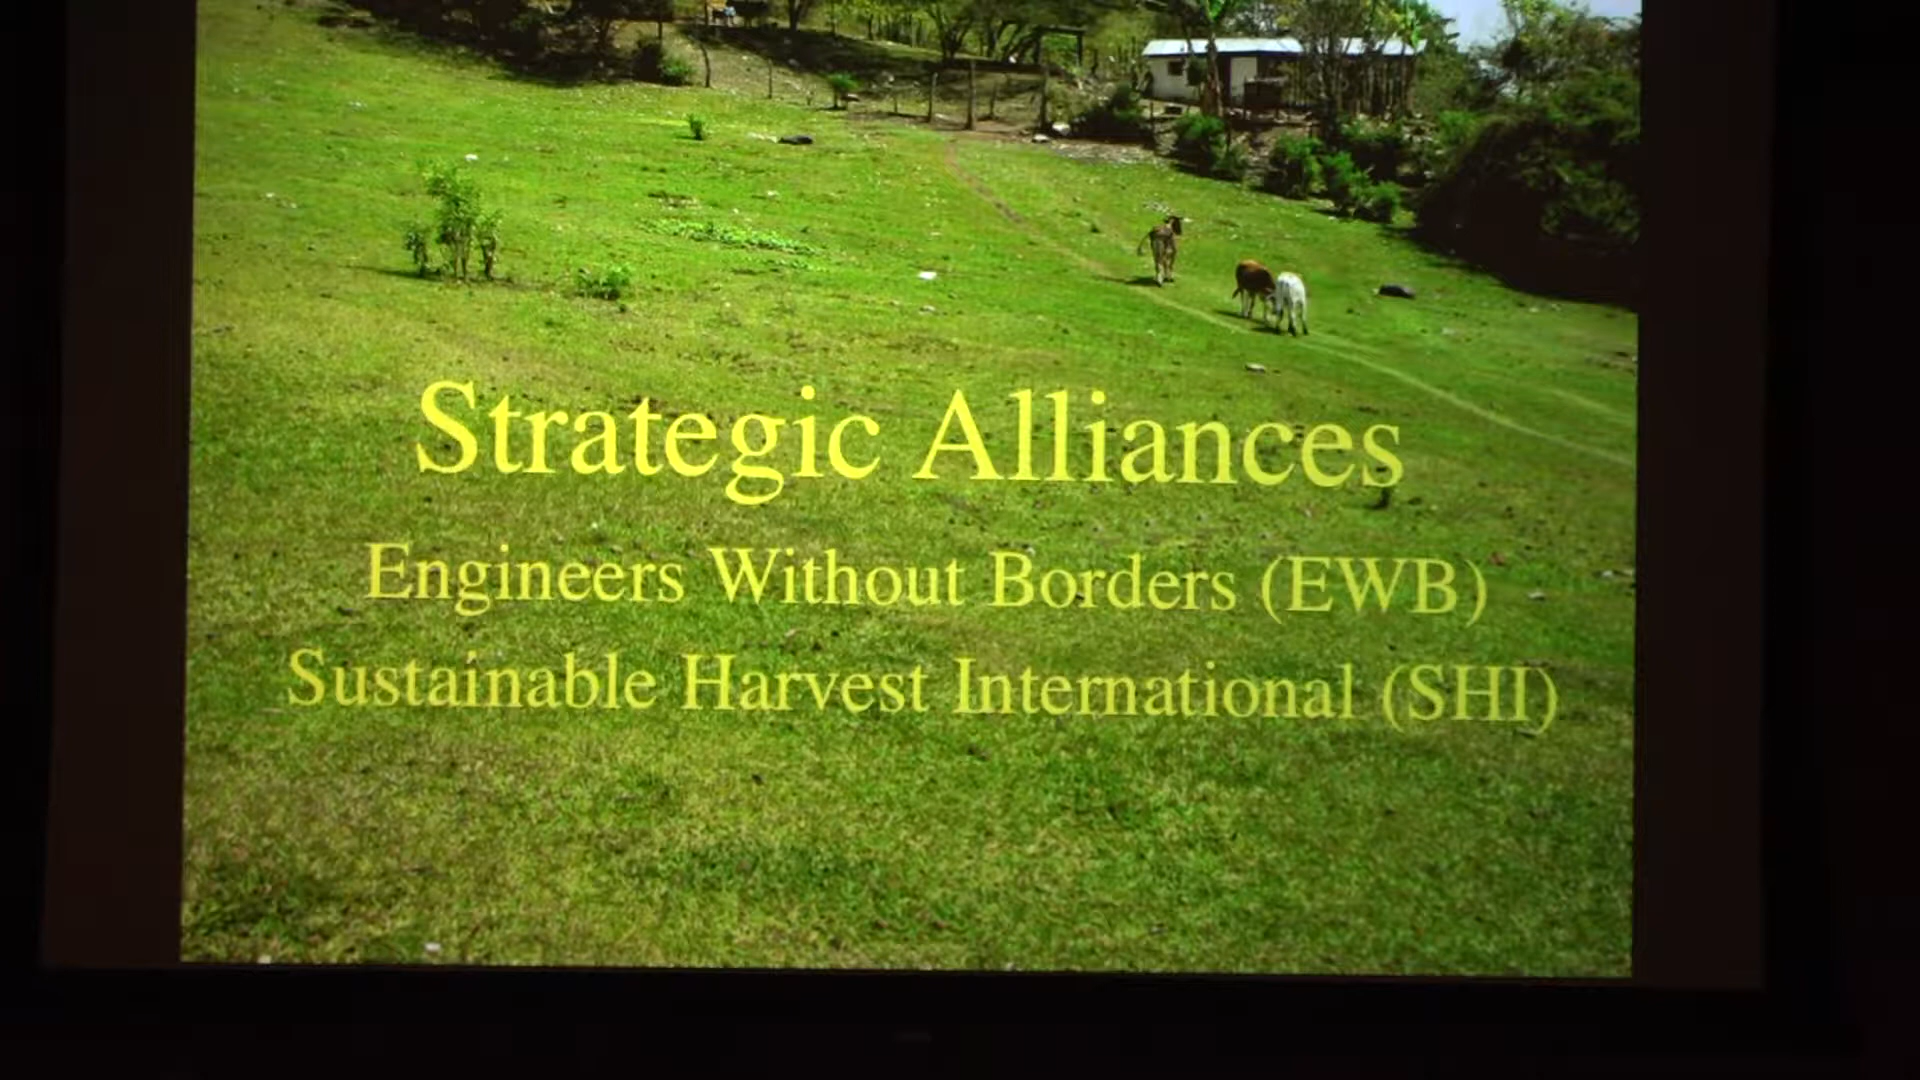 Strategic Alliances
Engineers Without Borders (EWB)
Sustainable Harvest International (SHI)